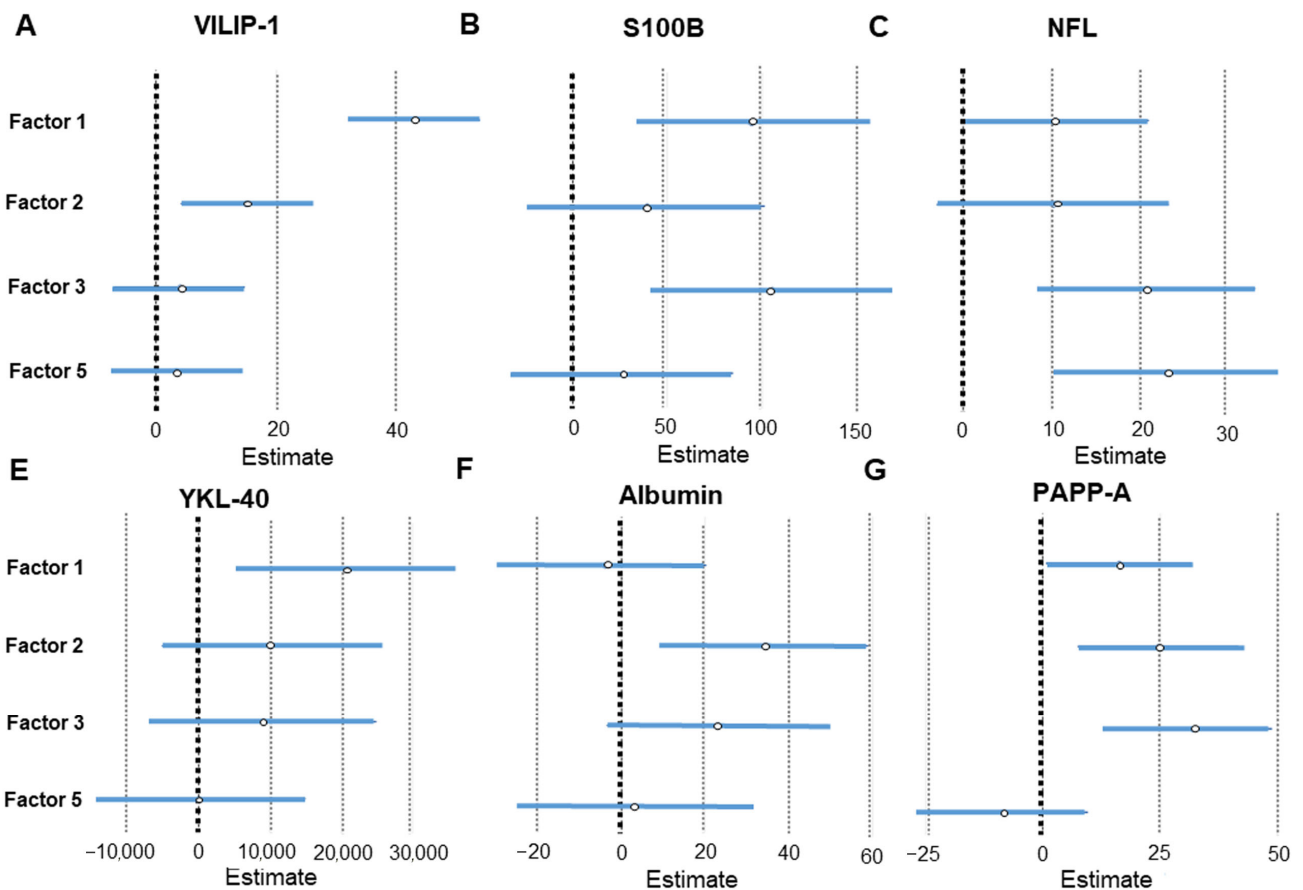 A VILIP-1 B S100B C NFL
Factor 1
Factor 2
Factor 3
Factor 5
0 20 40 0 50 100 150 0 10 20 30
Estimate Estimate Estimate
E YKL-40 F Albumin G PAPP-A
Factor 1
Factor 2
Factor 3
Factor 5
−10,000 0 10,000 20,000 30,000 −20 0 20 40 60 −25 0 25 50
Estimate Estimate Estimate